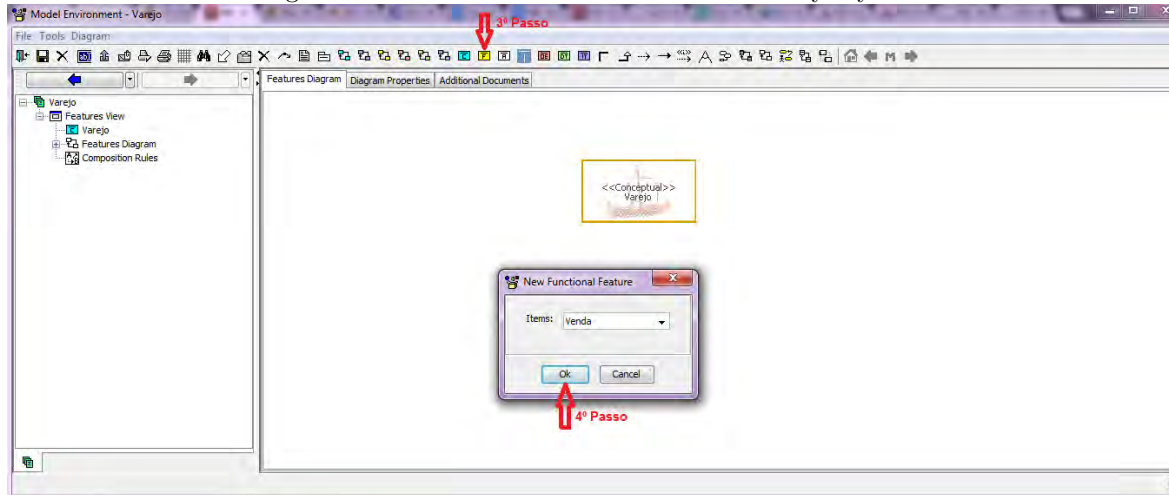 Model Environment - Varejo
3º Passo
File Tools Diagram
Features Diagram Diagram Properties Additional Documents
Varejo
Features View
Varejo
Features Diagram
Composition Rules
<<Conceptual>>
Varejo
New Functional Feature
Items: Venda
Ok Cancel
4º Passo